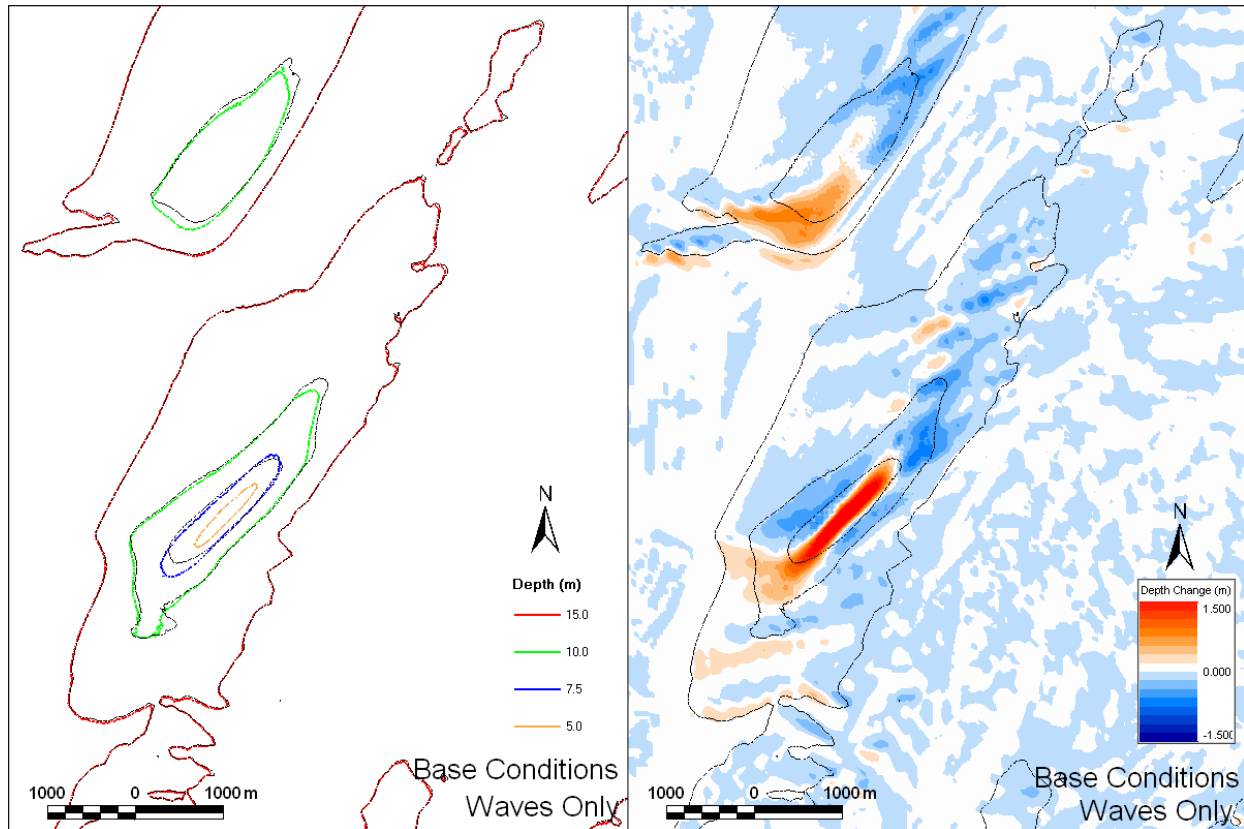 N
Depth (m)
15.0
10.0
7.5
5.0
Base Conditions
Waves Only
1000 0 1000 m
N
Depth Change (m)
1.500
0.000
-1.500
Base Conditions
Waves Only
1000 0 1000 m